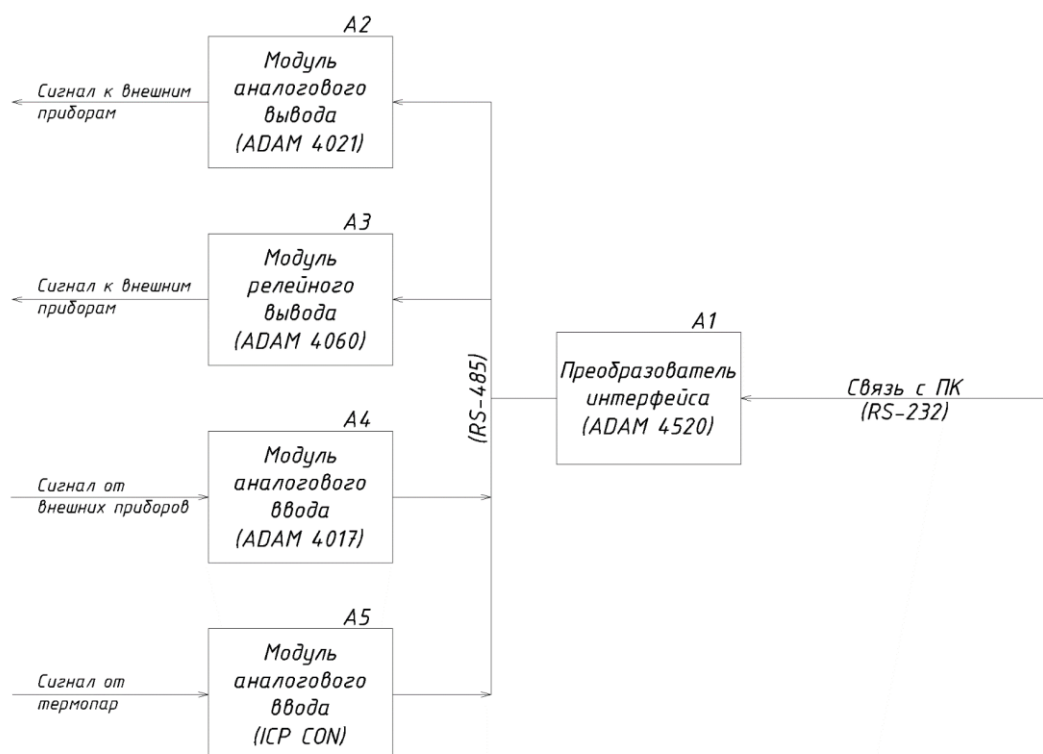 A2
Модуль
аналогового
вывода
(ADAM 4021)
Сигнал к внешним
приборам
A3
Модуль
релейного
вывода
(ADAM 4060)
Сигнал к внешним
приборам
A1
Преобразователь
интерфейса
(ADAM 4520)
Связь с ПК
(RS-232)
(RS-485)
A4
Модуль
аналогового
ввода
(ADAM 4017)
Сигнал от
внешних приборов
A5
Модуль
аналогового
ввода
(ICP CON)
Сигнал от
термопар